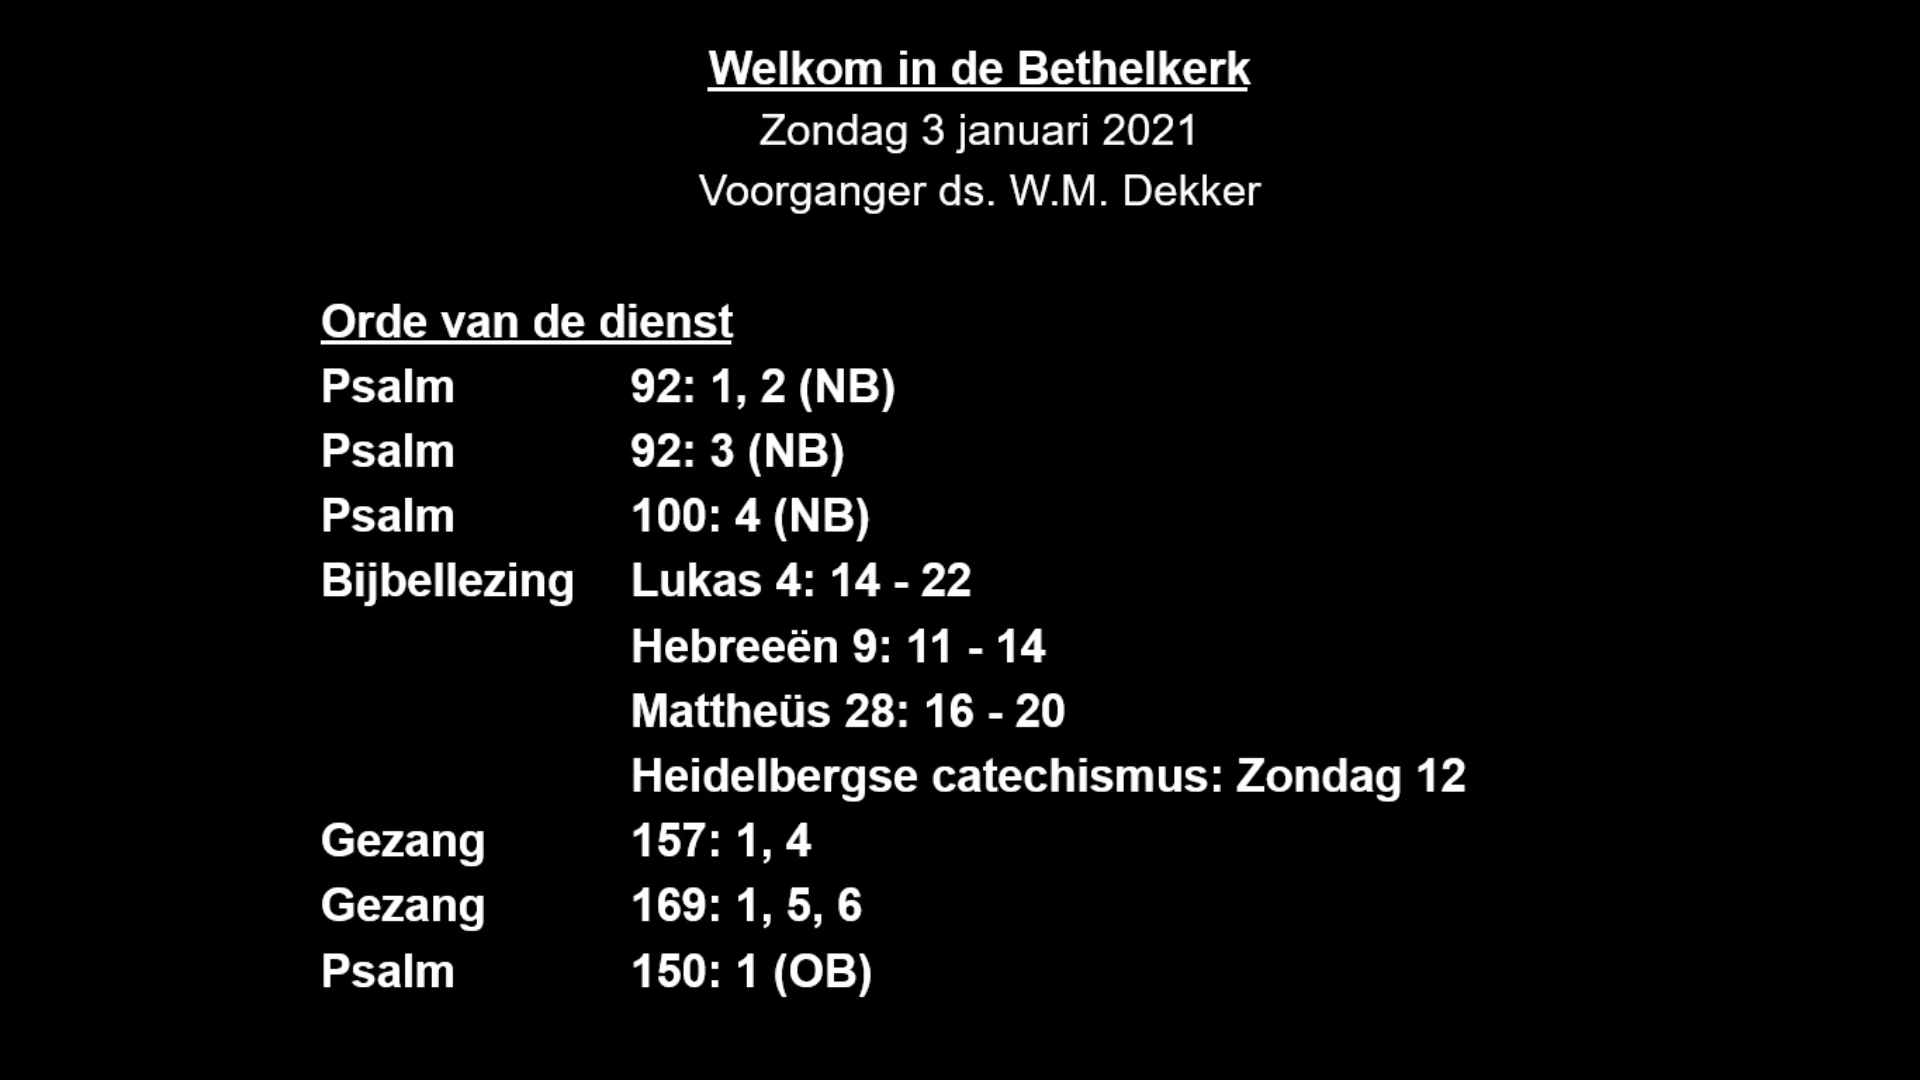 Welkom in de Bethelkerk
Zondag 3 januari 2021
Voorganger ds. W.M. Dekker
Orde van de dienst
Psalm 92: 1, 2 (NB)
Psalm 92: 3 (NB)
Psalm 100: 4 (NB)
Bijbellezing Lukas 4: 14 - 22
Hebreeën 9: 11 - 14
Mattheüs 28: 16 - 20
Heidelbergse catechismus: Zondag 12
Gezang 157: 1, 4
Gezang 169: 1, 5, 6
Psalm 150: 1 (OB)